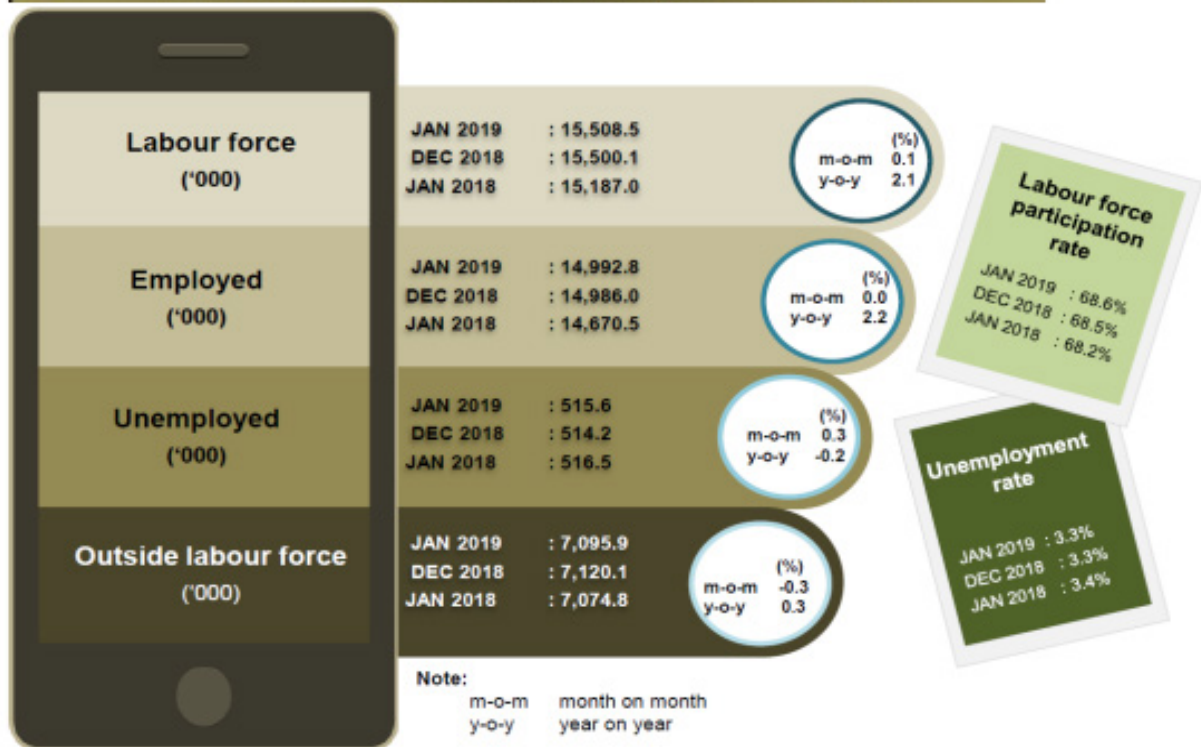 Labour force
('000)
JAN 2019 : 15,508.5
DEC 2018 : 15,500.1
JAN 2018 : 15,187.0
(%)
m-o-m 0.1
y-o-y 2.1
Employed
('000)
JAN 2019 : 14,992.8
DEC 2018 : 14,986.0
JAN 2018 : 14,670.5
(%)
m-o-m 0.0
y-o-y 2.2
Unemployed
('000)
JAN 2019 : 515.6
DEC 2018 : 514.2
JAN 2018 : 516.5
(%)
m-o-m 0.3
y-o-y -0.2
Outside labour force
('000)
JAN 2019 : 7,095.9
DEC 2018 : 7,120.1
JAN 2018 : 7,074.8
(%)
m-o-m -0.3
y-o-y 0.3
Labour force
participation
rate
JAN 2019 : 68.6%
DEC 2018 : 68.5%
JAN 2018 : 68.2%
Unemployment
rate
JAN 2019 : 3.3%
DEC 2018 : 3.3%
JAN 2018 : 3.4%
Note:
m-o-m month on month
y-o-y year on year